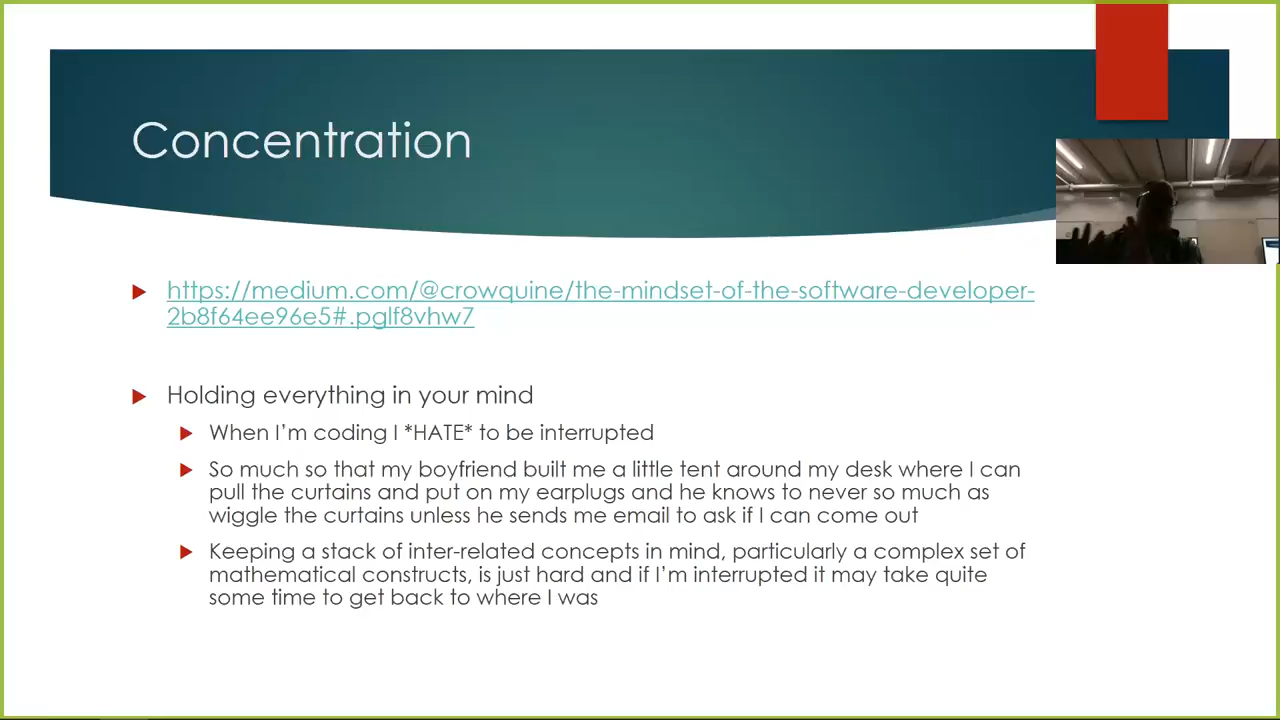 Concentration
https://medium.com/@crowquine/the-mindset-of-the-software-developer-
2b8f64ee96e5#.pglf8vhw7
Holding everything in your mind
When I'm coding I *HATE* to be interrupted
So much so that my boyfriend built me a little tent around my desk where I can
pull the curtains and put on my earplugs and he knows to never so much as
wiggle the curtains unless he sends me email to ask if I can come out
Keeping a stack of inter-related concepts in mind, particularly a complex set of
mathematical constructs, is just hard and if I'm interrupted it may take quite
some time to get back to where I was